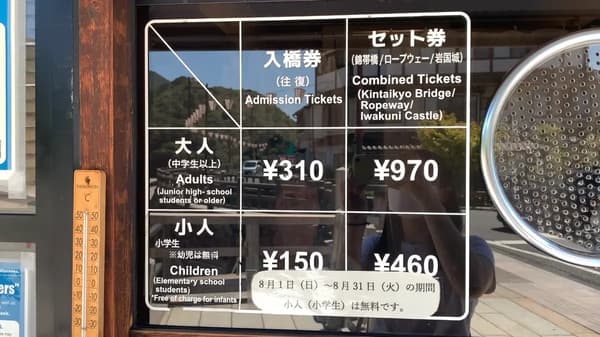 入橋券
(往復)
Admission Tickets
セット券
(錦帯橋/ロープウェー/岩国城)
Combined Tickets
(Kintaikyo Bridge/
Ropeway/
Iwakuni Castle)
大人
(中学生以上)
Adults
(Junior high- school
students or older)
¥310
¥970
小人
小学生
※幼児は無料
Children
(Elementary school
students)
*Free of charge for infants
¥150
¥460
8月1日(日)~8月31日(火)の期間
小人(小学生)は無料です。
ers"
℃
50
50